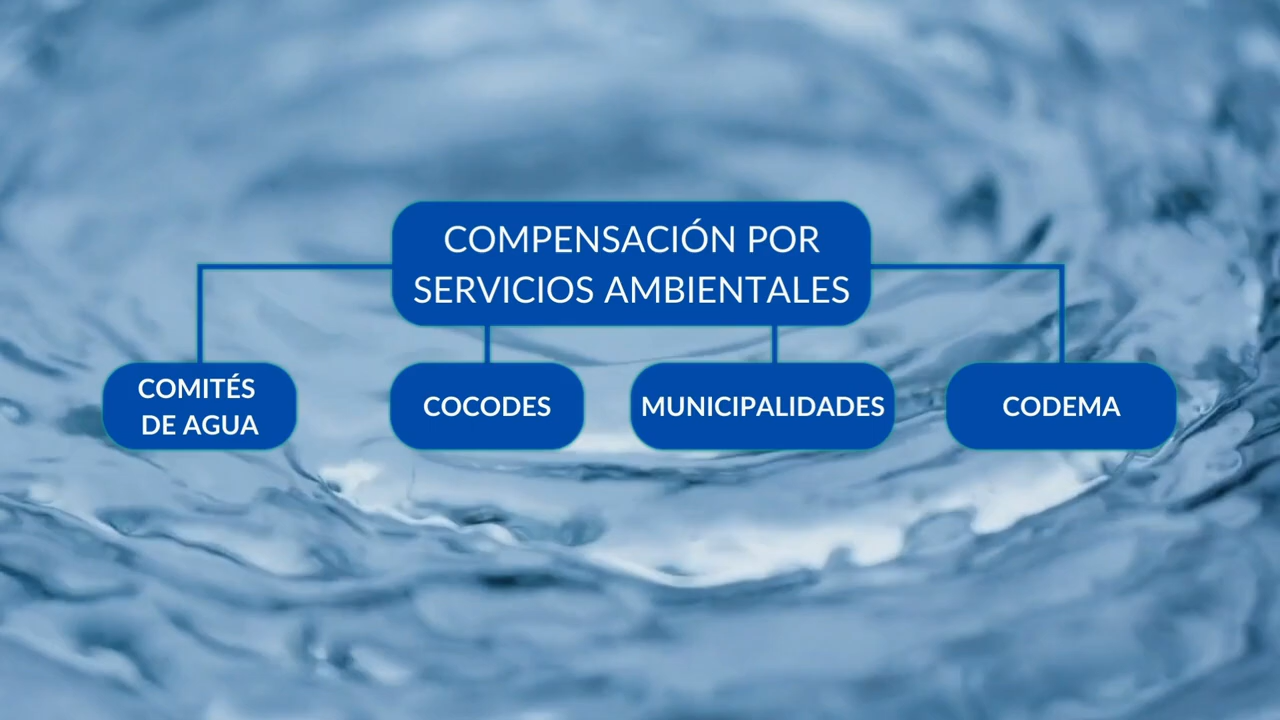 COMPENSACIÓN POR
SERVICIOS AMBIENTALES
COMITÉS
DE AGUA
COCODES
MUNICIPALIDADES
CODEMA